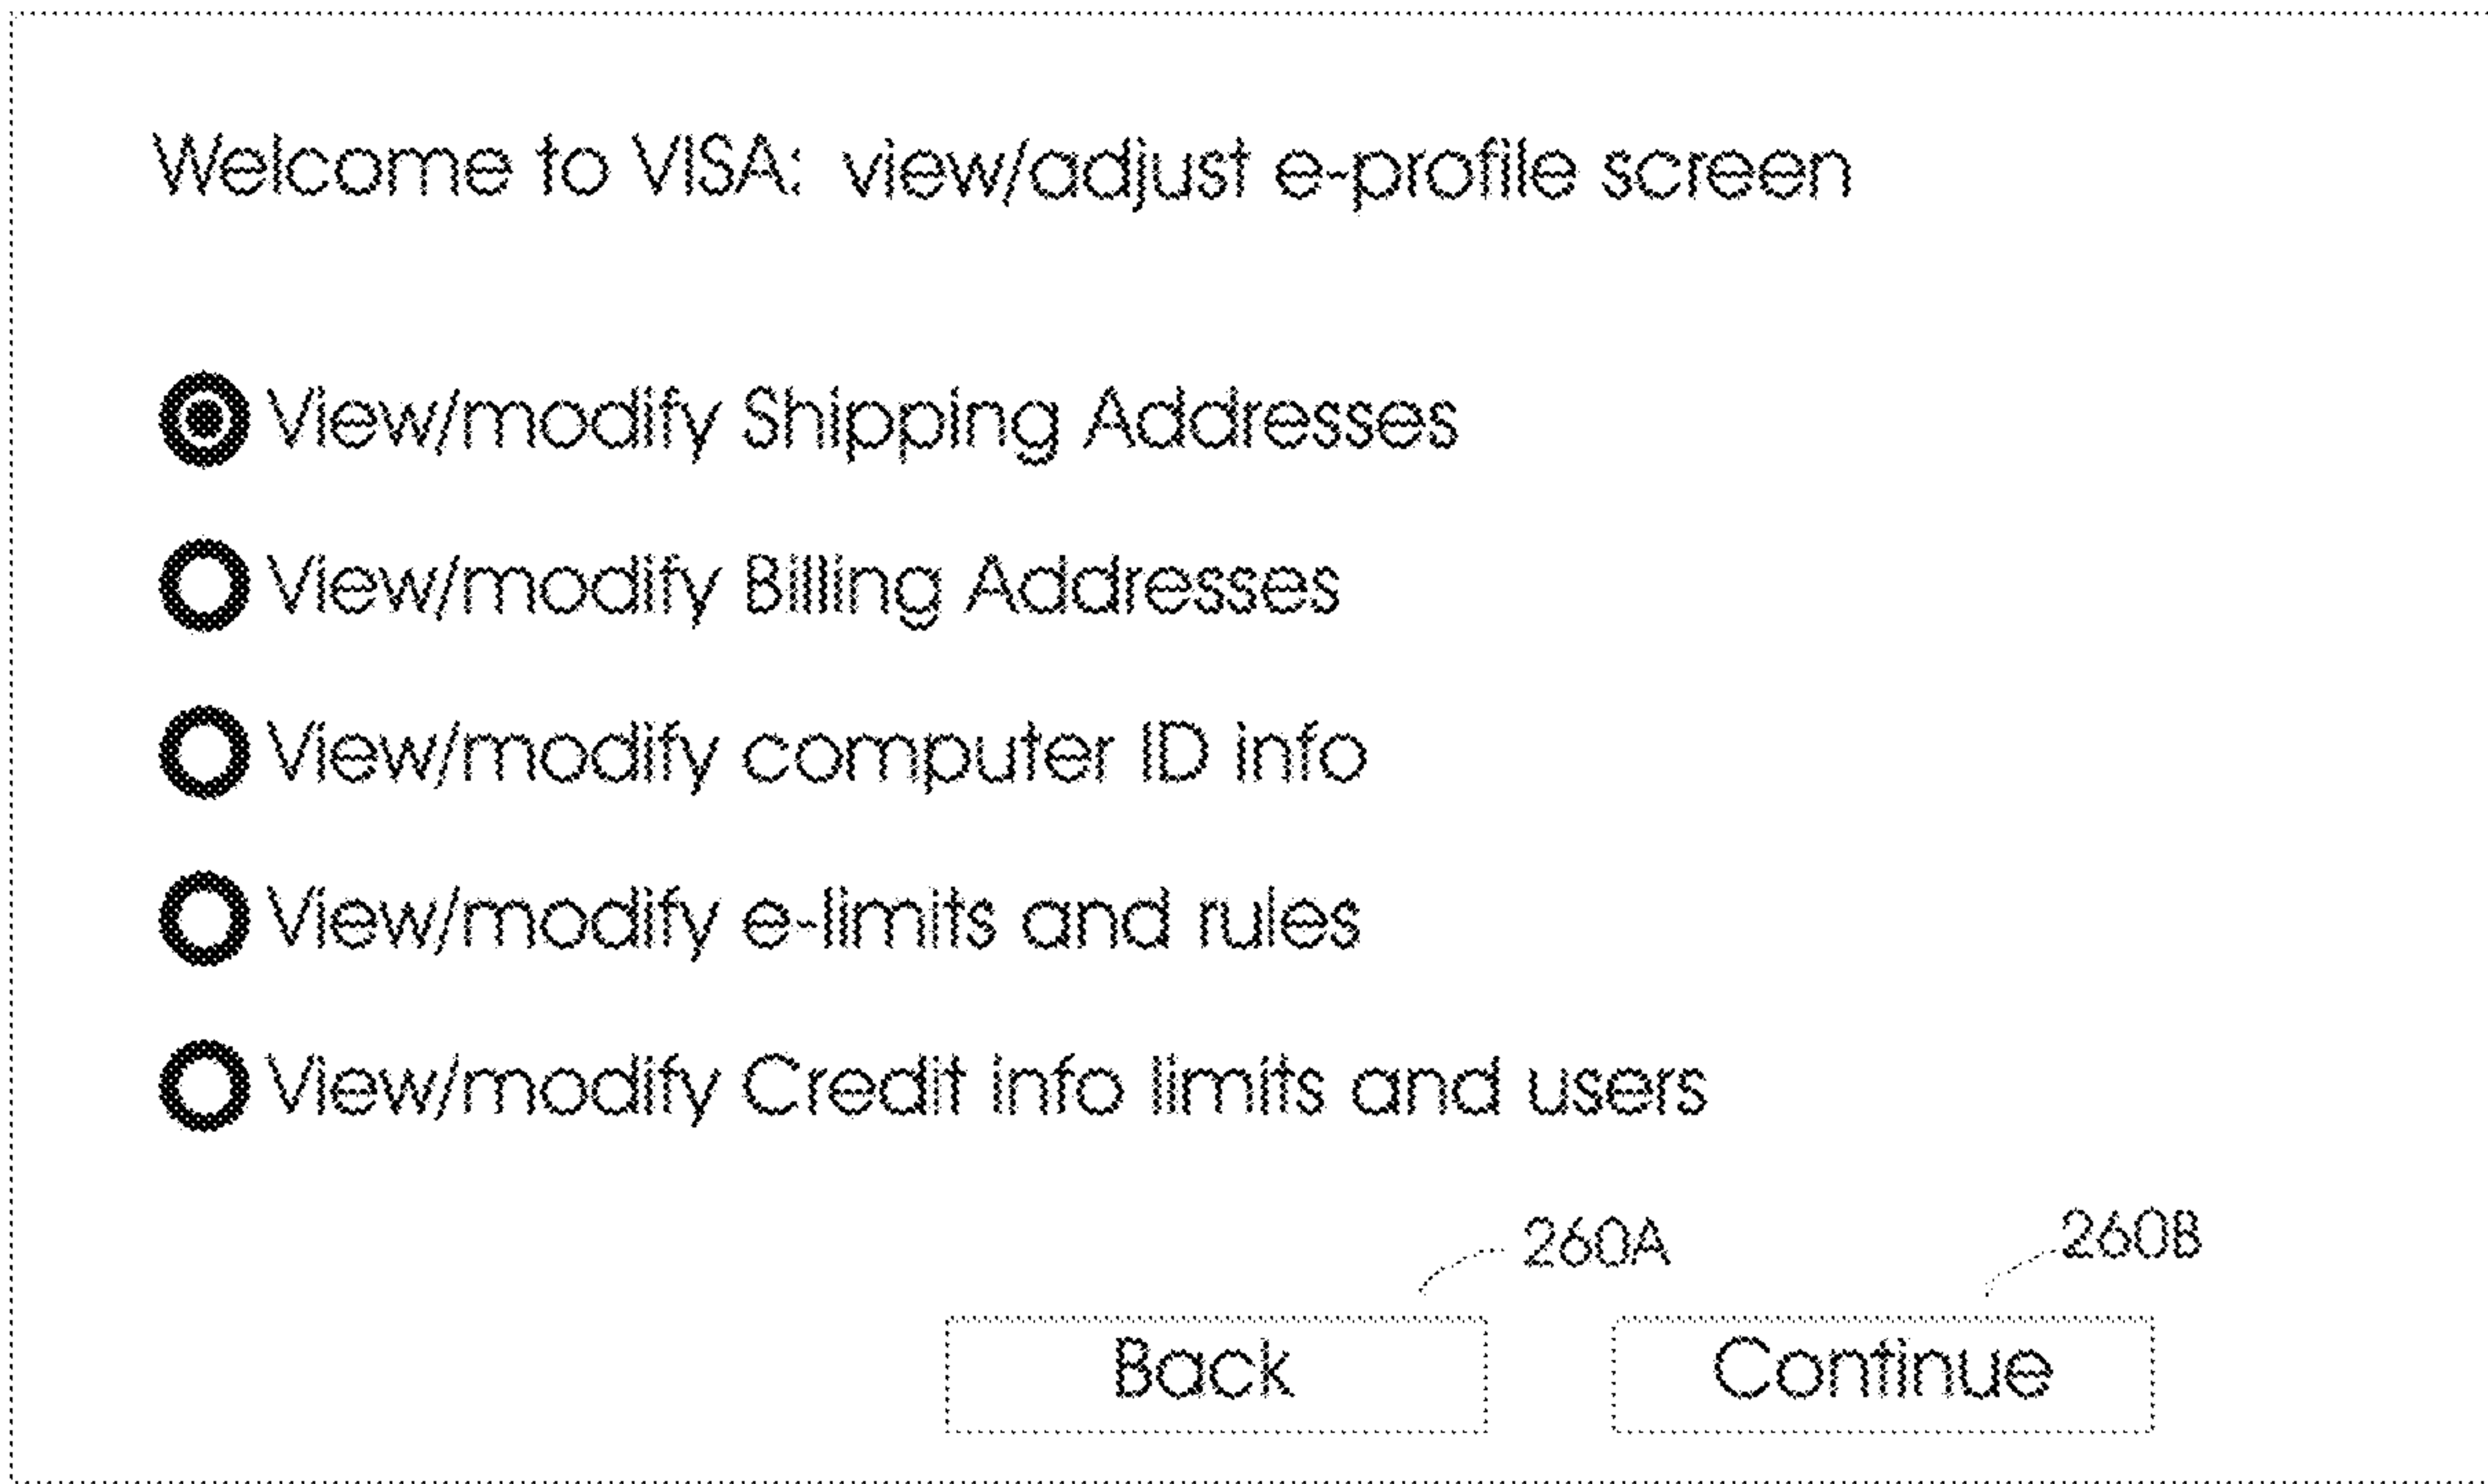 Welcome to VISA: view/adjust e-profile screen
View/modify Shipping Addresses
View/modify Billing Addresses
View/modify computer ID info
View/modify e-limits and rules
View/modify Credit info limits and users
260A 260B
Back Continue